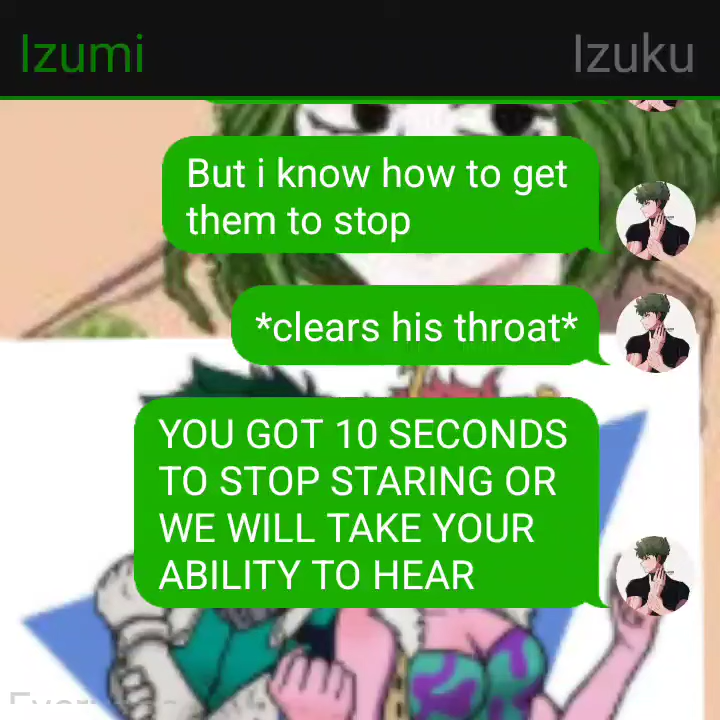 Izumi
Izuku
But i know how to get
them to stop
*clears his throat*
YOU GOT 10 SECONDS
TO STOP STARING OR
WE WILL TAKE YOUR
ABILITY TO HEAR